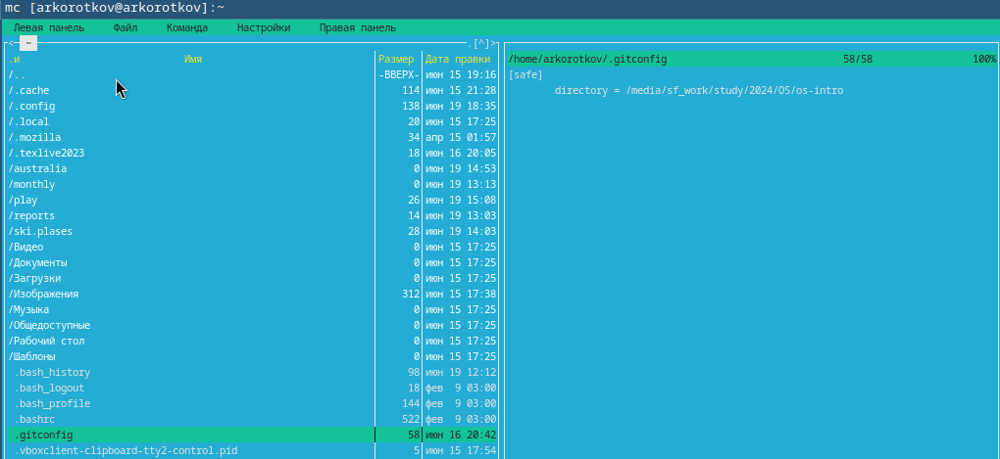 mc [arkorotkov@arkorotkov]:~
Левая панель Файл Команда Настройки Правая панель
<- ~ .[^]>
.и Имя Размер Дата правки
/.. -ВВЕРХ- июн 15 19:16
/.cache 114 июн 15 21:28
/.config 138 июн 19 18:35
/.local 20 июн 15 17:25
/.mozilla 34 апр 15 01:57
/.texlive2023 18 июн 16 20:05
/australia 0 июн 19 14:53
/monthly 0 июн 19 13:13
/play 26 июн 19 15:08
/reports 14 июн 19 13:03
/ski.plases 28 июн 19 14:03
/Видео 0 июн 15 17:25
/Документы 0 июн 15 17:25
/Загрузки 0 июн 15 17:25
/Изображения 312 июн 15 17:38
/Музыка 0 июн 15 17:25
/Общедоступные 0 июн 15 17:25
/Рабочий стол 0 июн 15 17:25
/Шаблоны 0 июн 15 17:25
.bash_history 98 июн 19 12:12
.bash_logout 18 фев 9 03:00
.bash_profile 144 фев 9 03:00
.bashrc 522 фев 9 03:00
.gitconfig 58 июн 16 20:42
.vboxclient-clipboard-tty2-control.pid 5 июн 15 17:54
/home/arkorotkov/.gitconfig 58/58 100%
[safe]
directory = /media/sf_work/study/2024/OS/os-intro